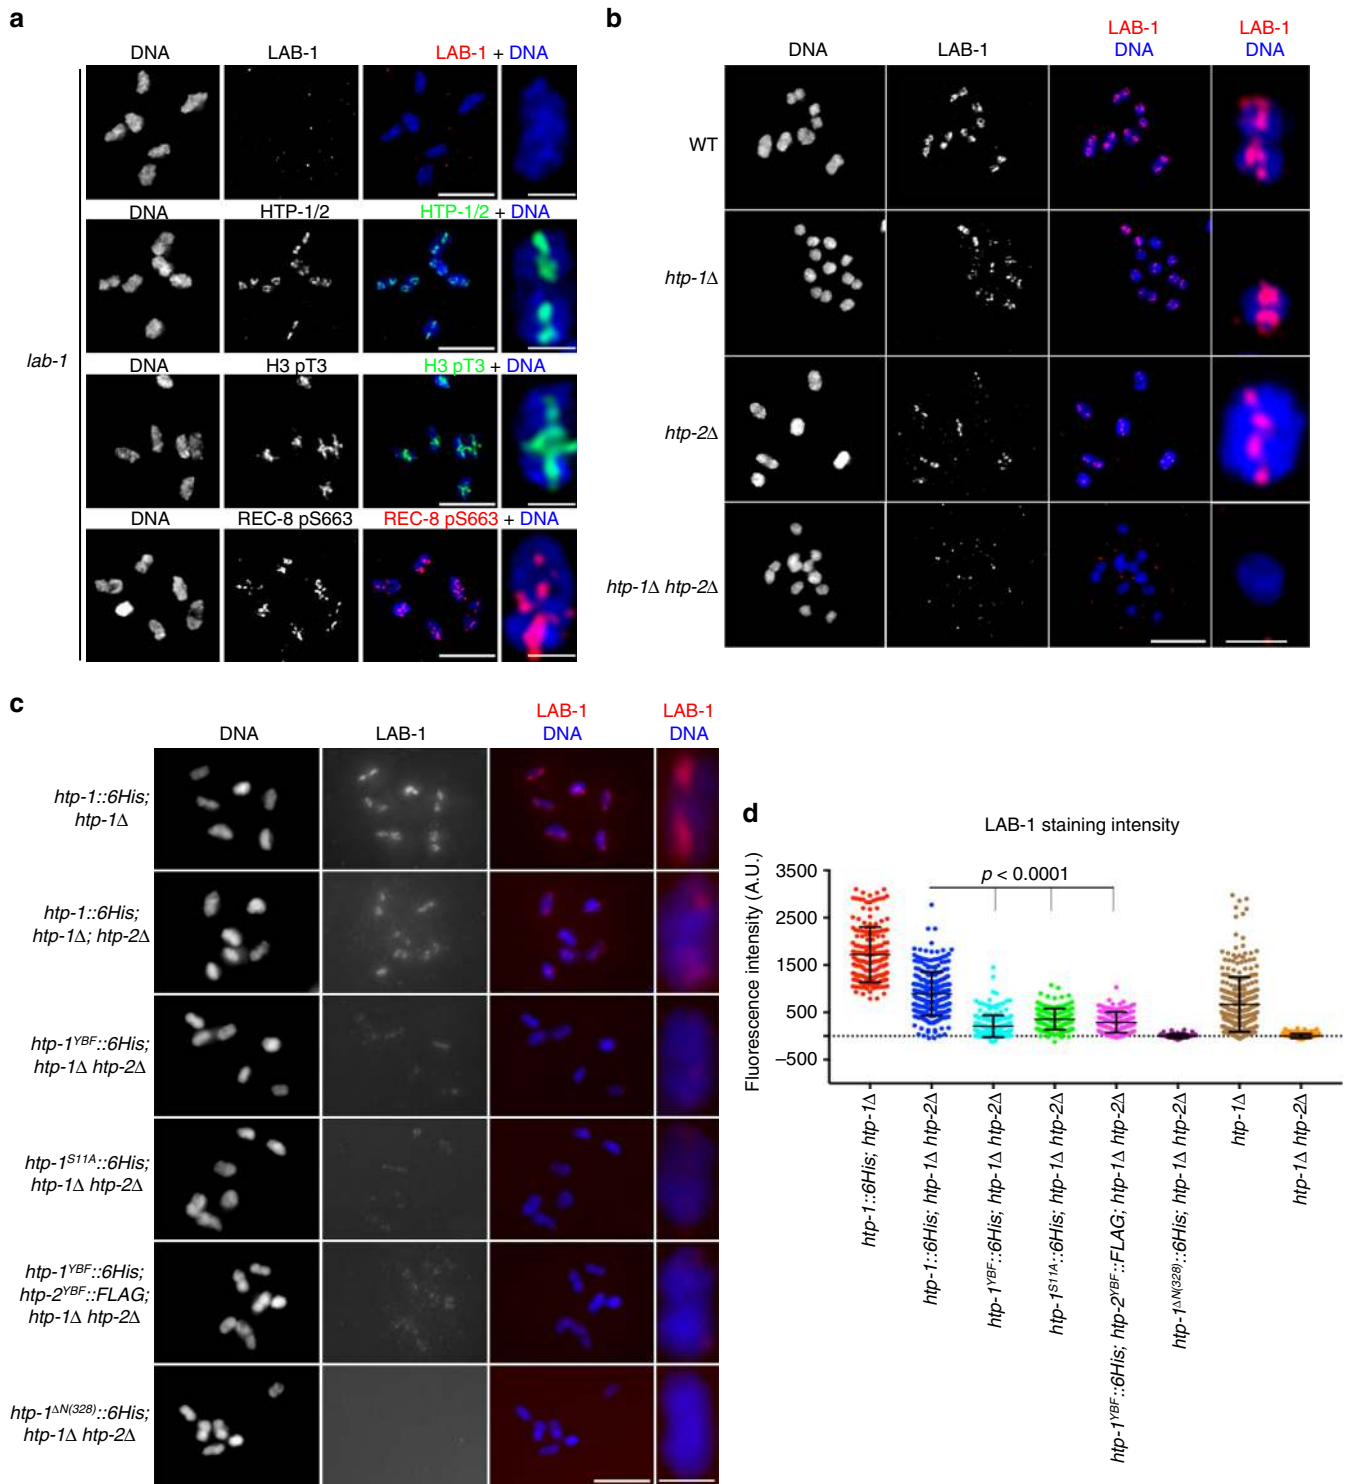 a
DNA LAB-1 LAB-1 + DNA
DNA HTP-1/2 HTP-1/2 + DNA
lab-1
DNA H3 pT3 H3 pT3 + DNA
DNA REC-8 pS663 REC-8 pS663 + DNA
b
LAB-1 LAB-1
DNA LAB-1 DNA DNA
WT
htp-1Δ
htp-2Δ
htp-1Δ htp-2Δ
c
LAB-1 LAB-1
DNA LAB-1 DNA DNA
htp-1::6His;
htp-1Δ
htp-1::6His;
htp-1Δ; htp-2Δ
htp-1YBF::6His;
htp-1Δ htp-2Δ
htp-1S11A::6His;
htp-1Δ htp-2Δ
htp-1YBF::6His;
htp-2YBF::FLAG;
htp-1Δ htp-2Δ
htp-1ΔN(328)::6His;
htp-1Δ htp-2Δ
d
LAB-1 staining intensity
Fluorescence intensity (A.U.)
3500
2500
1500
500
0
–500
p < 0.0001
htp-1::6His; htp-1Δ
htp-1::6His; htp-1Δ htp-2Δ
htp-1YBF::6His; htp-1Δ htp-2Δ
htp-1S11A::6His; htp-1Δ htp-2Δ
htp-1YBF::6His; htp-2YBF::FLAG; htp-1Δ htp-2Δ
htp-1ΔN(328)::6His; htp-1Δ htp-2Δ
htp-1Δ
htp-1Δ htp-2Δ